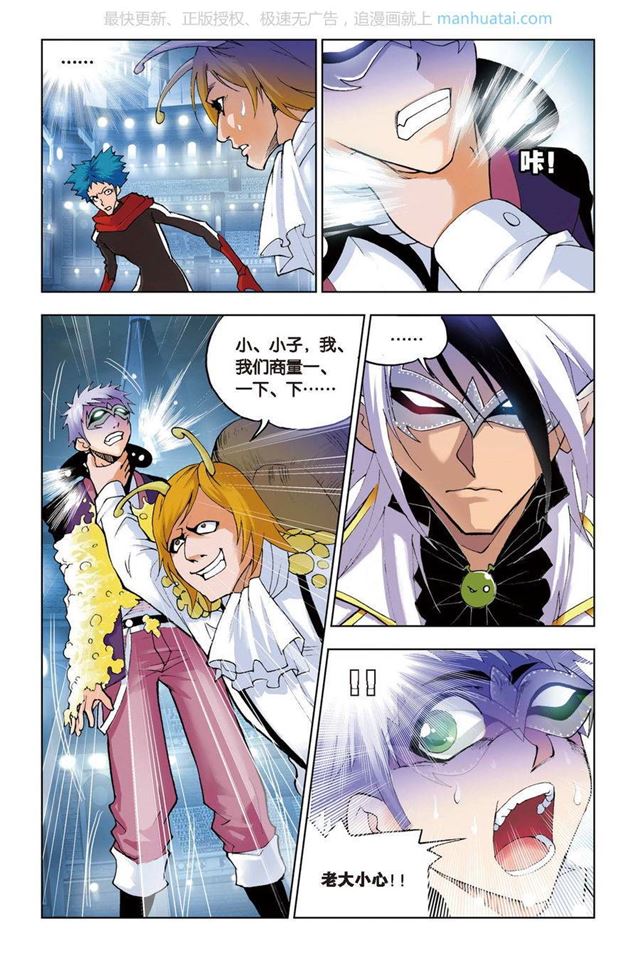 最快更新、正版授权、极速无广告，追漫画就上 manhuatai.com
……
咔！
小、小子，我、
我们商量一、
一下、下……
……
！！
老大小心！！